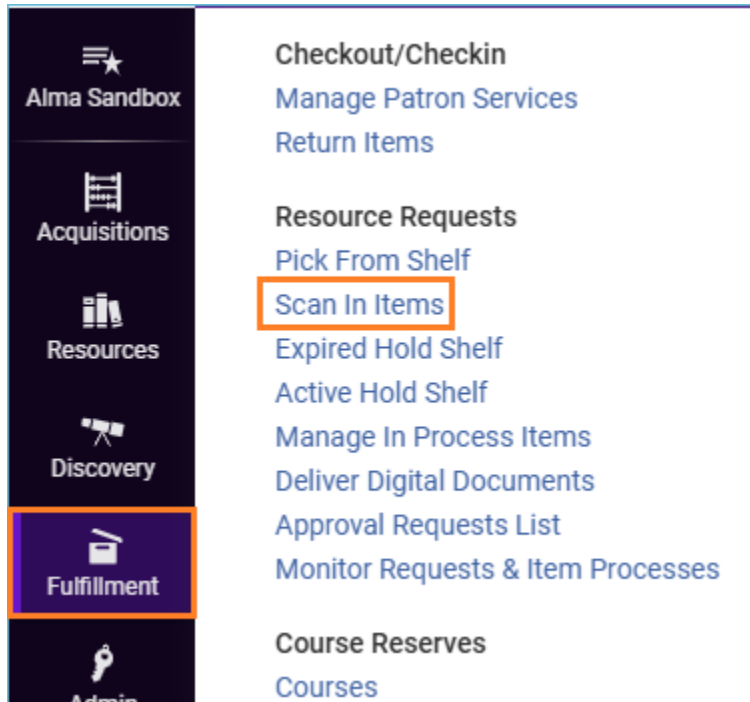 Alma Sandbox
Acquisitions
Resources
Discovery
Fulfillment
Admin
Checkout/Checkin
Manage Patron Services
Return Items
Resource Requests
Pick From Shelf
Scan In Items
Expired Hold Shelf
Active Hold Shelf
Manage In Process Items
Deliver Digital Documents
Approval Requests List
Monitor Requests & Item Processes
Course Reserves
Courses